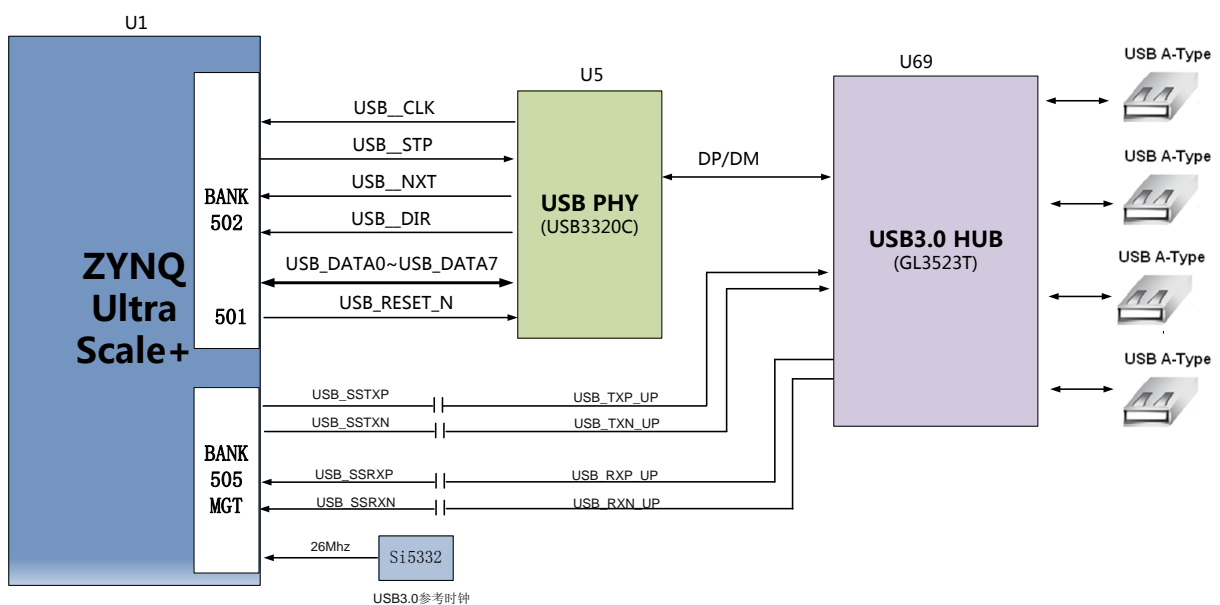 U1
ZYNQ
Ultra
Scale+
BANK
502
501
USB__CLK
USB__STP
USB__NXT
USB__DIR
USB_DATA0~USB_DATA7
USB_RESET_N
U5
USB PHY
(USB3320C)
DP/DM
U69
USB3.0 HUB
(GL3523T)
USB A-Type
USB A-Type
USB A-Type
USB A-Type
BANK
505
MGT
USB_SSTXP
USB_TXP_UP
USB_SSTXN
USB_TXN_UP
USB_SSRXP
USB_RXP_UP
USB_SSRXN
USB_RXN_UP
26Mhz
Si5332
USB3.0参考时钟